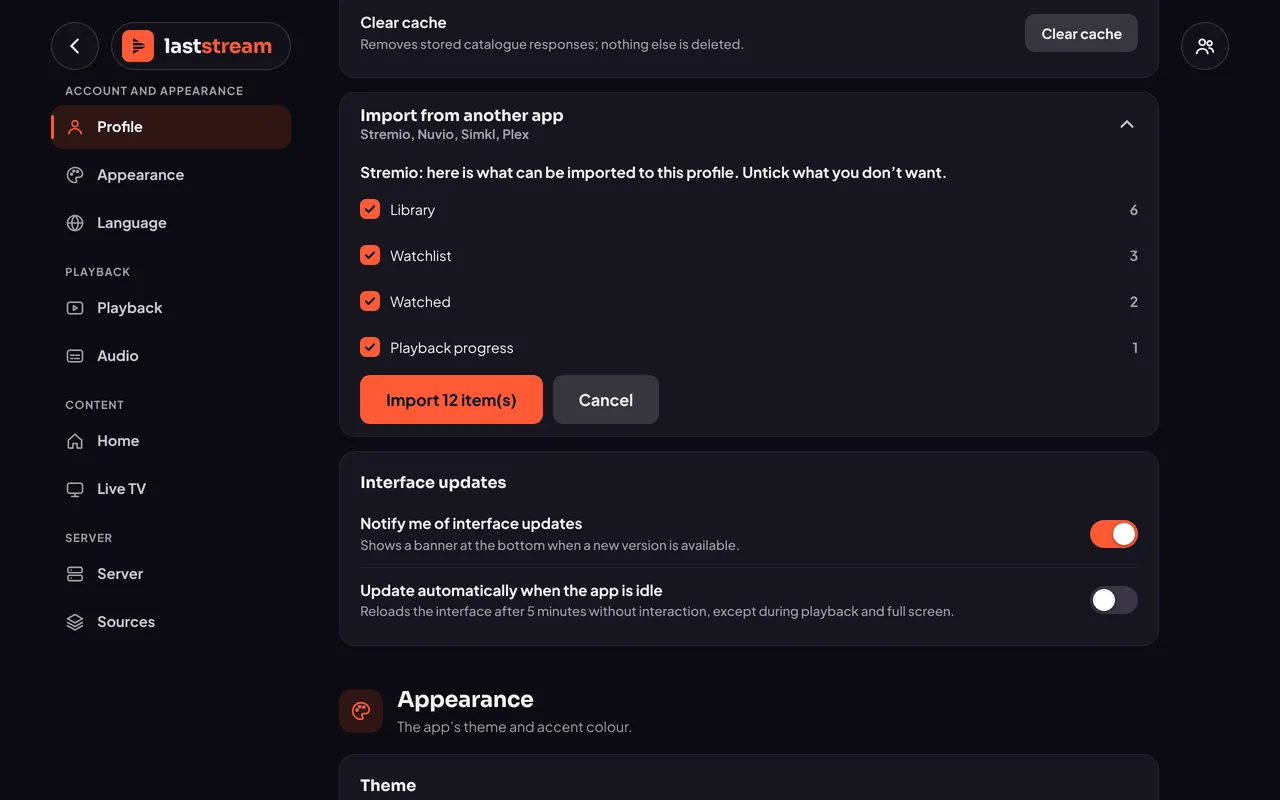 laststream
ACCOUNT AND APPEARANCE
Profile
Appearance
Language
PLAYBACK
Playback
Audio
CONTENT
Home
Live TV
SERVER
Server
Sources
Clear cache
Removes stored catalogue responses; nothing else is deleted.
Clear cache
Import from another app
Stremio, Nuvio, Simkl, Plex
Stremio: here is what can be imported to this profile. Untick what you don’t want.
Library 6
Watchlist 3
Watched 2
Playback progress 1
Import 12 item(s) Cancel
Interface updates
Notify me of interface updates
Shows a banner at the bottom when a new version is available.
Update automatically when the app is idle
Reloads the interface after 5 minutes without interaction, except during playback and full screen.
Appearance
The app’s theme and accent colour.
Theme